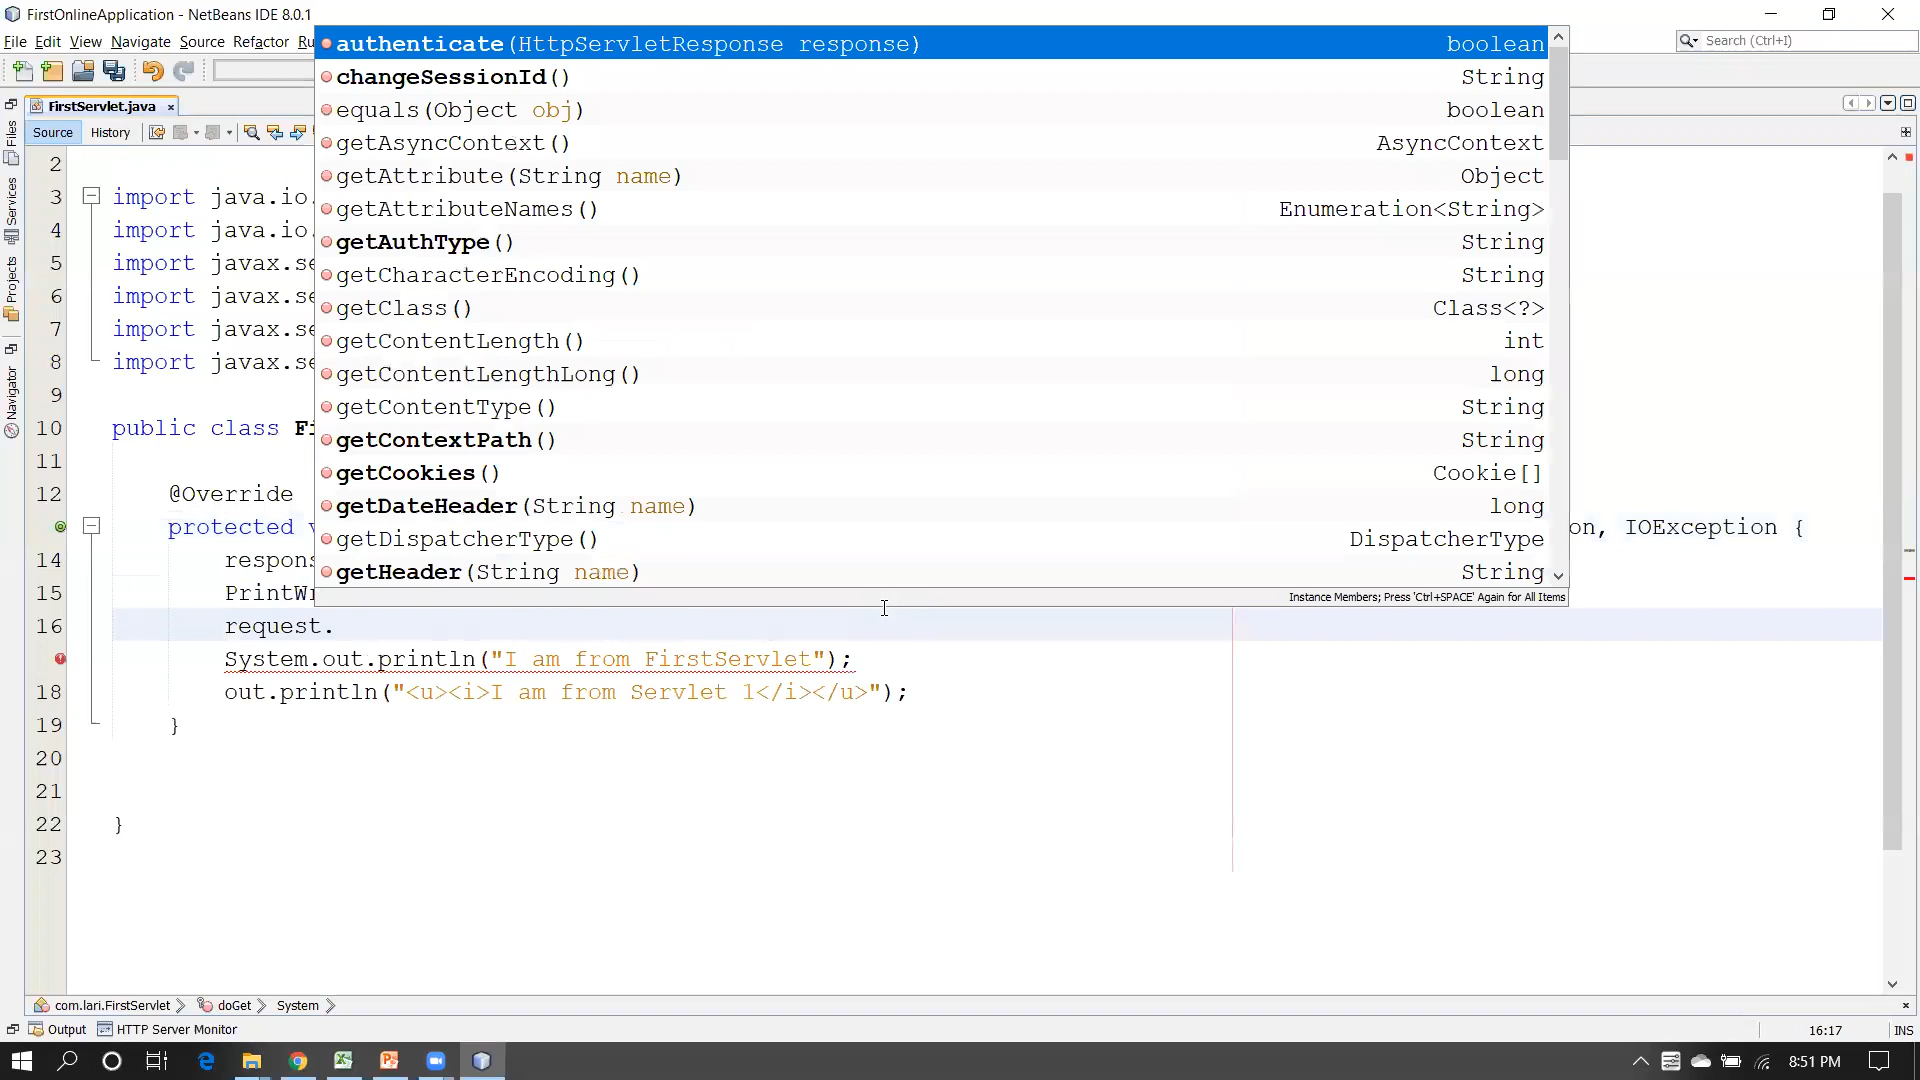 FirstOnlineApplication - NetBeans IDE 8.0.1
File Edit View Navigate Source Refactor Ru
Search (Ctrl+I)
FirstServlet.java
Source History
Files
Services
Projects
Navigator
authenticate(HttpServletResponse response) boolean
changeSessionId() String
equals(Object obj) boolean
getAsyncContext() AsyncContext
getAttribute(String name) Object
getAttributeNames() Enumeration<String>
getAuthType() String
getCharacterEncoding() String
getClass() Class<?>
getContentLength() int
getContentLengthLong() long
getContentType() String
getContextPath() String
getCookies() Cookie[]
getDateHeader(String name) long
getDispatcherType() DispatcherType
getHeader(String name) String
Instance Members; Press 'Ctrl+SPACE' Again for All Items
2
3 import java.io.
4 import java.io.
5 import javax.se
6 import javax.se
7 import javax.se
8 import javax.se
9
10 public class Fi
11
12 @Override
protected v on, IOException {
14 respons
15 PrintWr
16 request.
System.out.println("I am from FirstServlet");
18 out.println("<u><i>I am from Servlet 1</i></u>");
19 }
20
21
22 }
23
com.lari.FirstServlet doGet System
Output HTTP Server Monitor
16:17 INS
8:51 PM